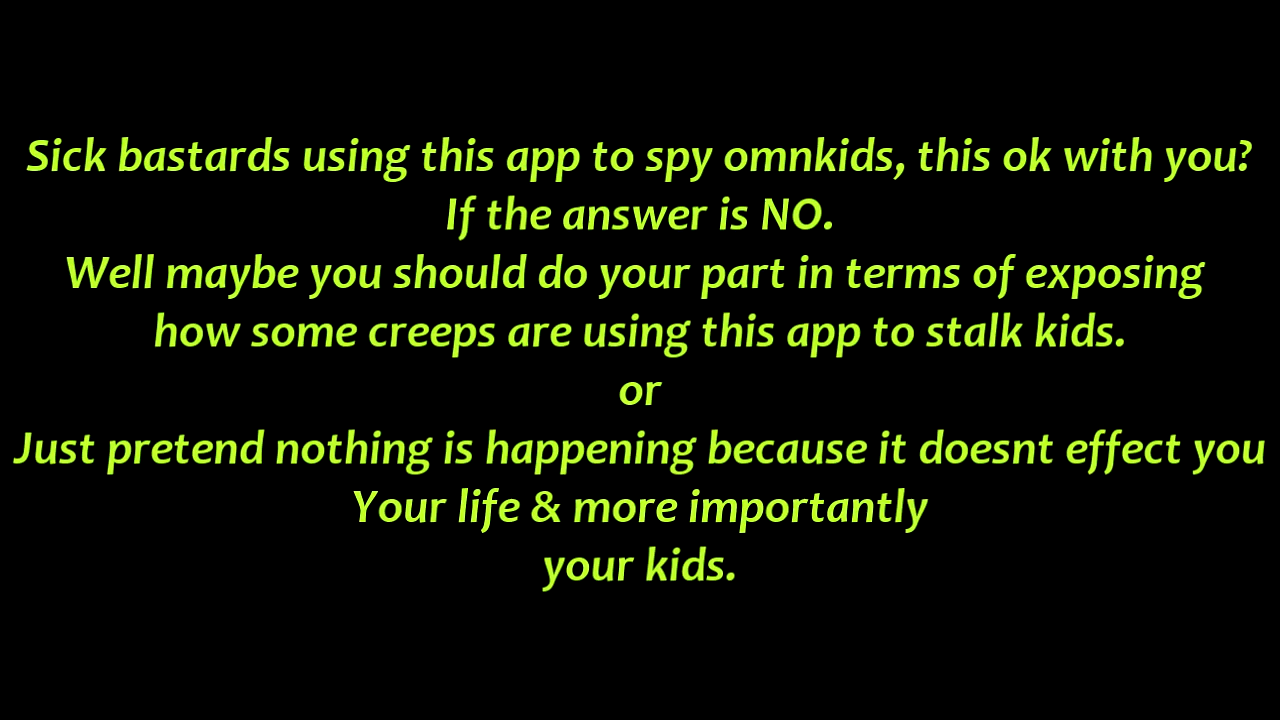 Sick bastards using this app to spy omnkids, this ok with you?
If the answer is NO.
Well maybe you should do your part in terms of exposing
how some creeps are using this app to stalk kids.
or
Just pretend nothing is happening because it doesnt effect you
Your life & more importantly
your kids.